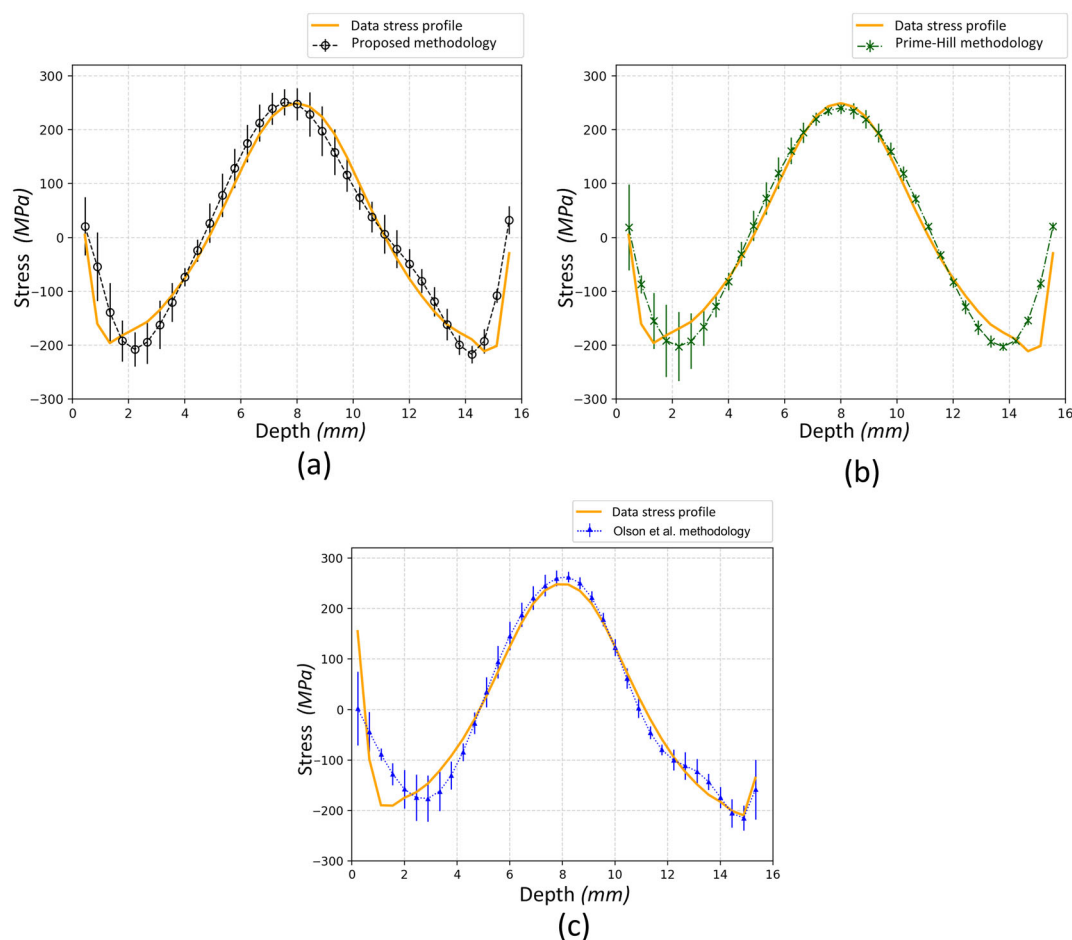 Data stress profile
Proposed methodology
300
200
100
0
−100
−200
−300
Stress (MPa)
0 2 4 6 8 10 12 14 16
Depth (mm)
(a)
Data stress profile
Prime-Hill methodology
300
200
100
0
−100
−200
−300
Stress (MPa)
0 2 4 6 8 10 12 14 16
Depth (mm)
(b)
Data stress profile
Olson et al. methodology
300
200
100
0
−100
−200
−300
Stress (MPa)
0 2 4 6 8 10 12 14 16
Depth (mm)
(c)